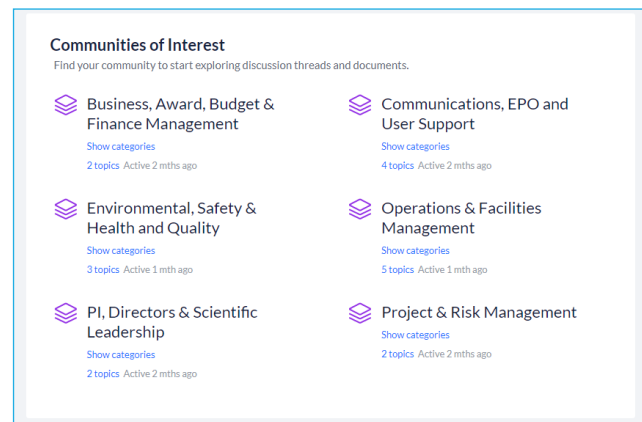 Communities of Interest
Find your community to start exploring discussion threads and documents.
Business, Award, Budget &
Finance Management
Show categories
2 topics Active 2 mths ago
Communications, EPO and
User Support
Show categories
4 topics Active 2 mths ago
Environmental, Safety &
Health and Quality
Show categories
3 topics Active 1 mth ago
Operations & Facilities
Management
Show categories
5 topics Active 1 mth ago
PI, Directors & Scientific
Leadership
Show categories
2 topics Active 2 mths ago
Project & Risk Management
Show categories
2 topics Active 2 mths ago